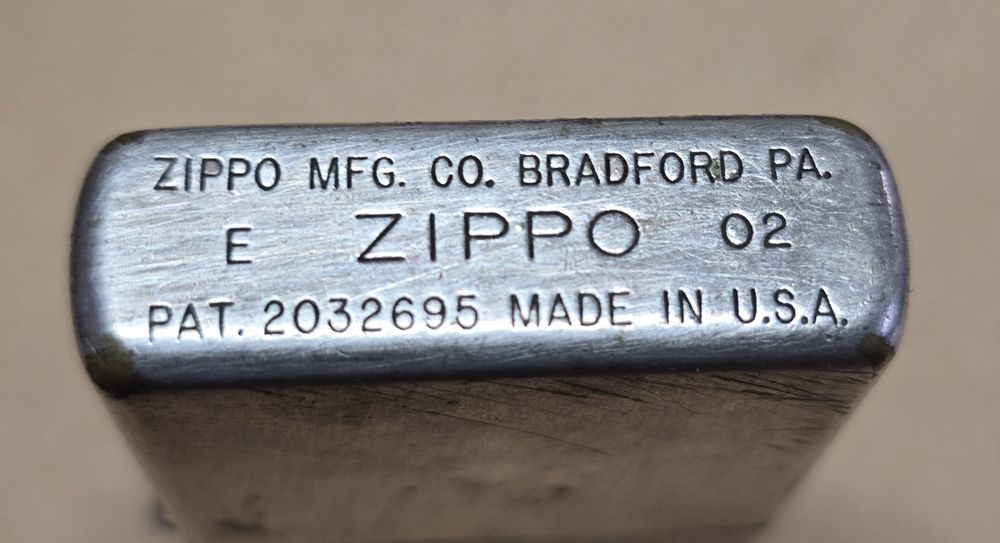 ZIPPO MFG. CO. BRADFORD PA.
E ZIPPO 02
PAT. 2032695 MADE IN U.S.A.